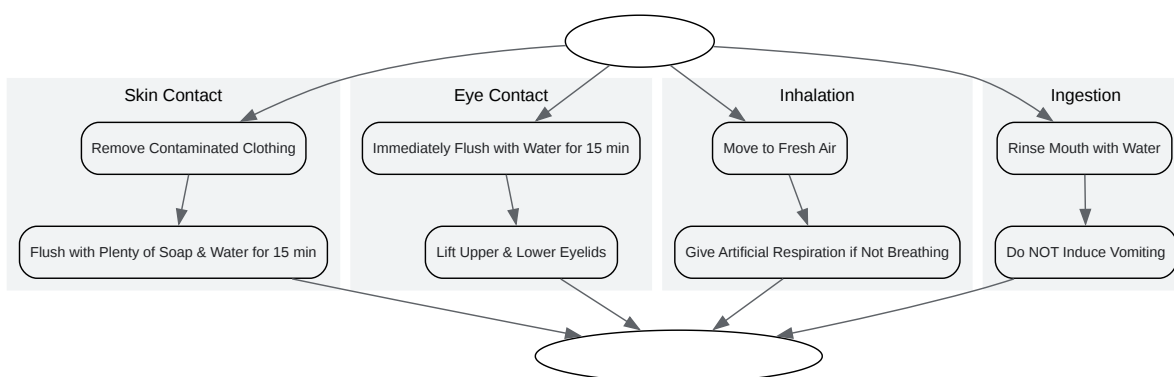 Skin Contact
Eye Contact
Inhalation
Ingestion
Remove Contaminated Clothing
Immediately Flush with Water for 15 min
Move to Fresh Air
Rinse Mouth with Water
Flush with Plenty of Soap & Water for 15 min
Lift Upper & Lower Eyelids
Give Artificial Respiration if Not Breathing
Do NOT Induce Vomiting